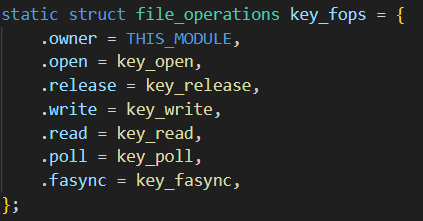 static struct file_operations key_fops = {
    .owner = THIS_MODULE,
    .open = key_open,
    .release = key_release,
    .write = key_write,
    .read = key_read,
    .poll = key_poll,
    .fasync = key_fasync,
};